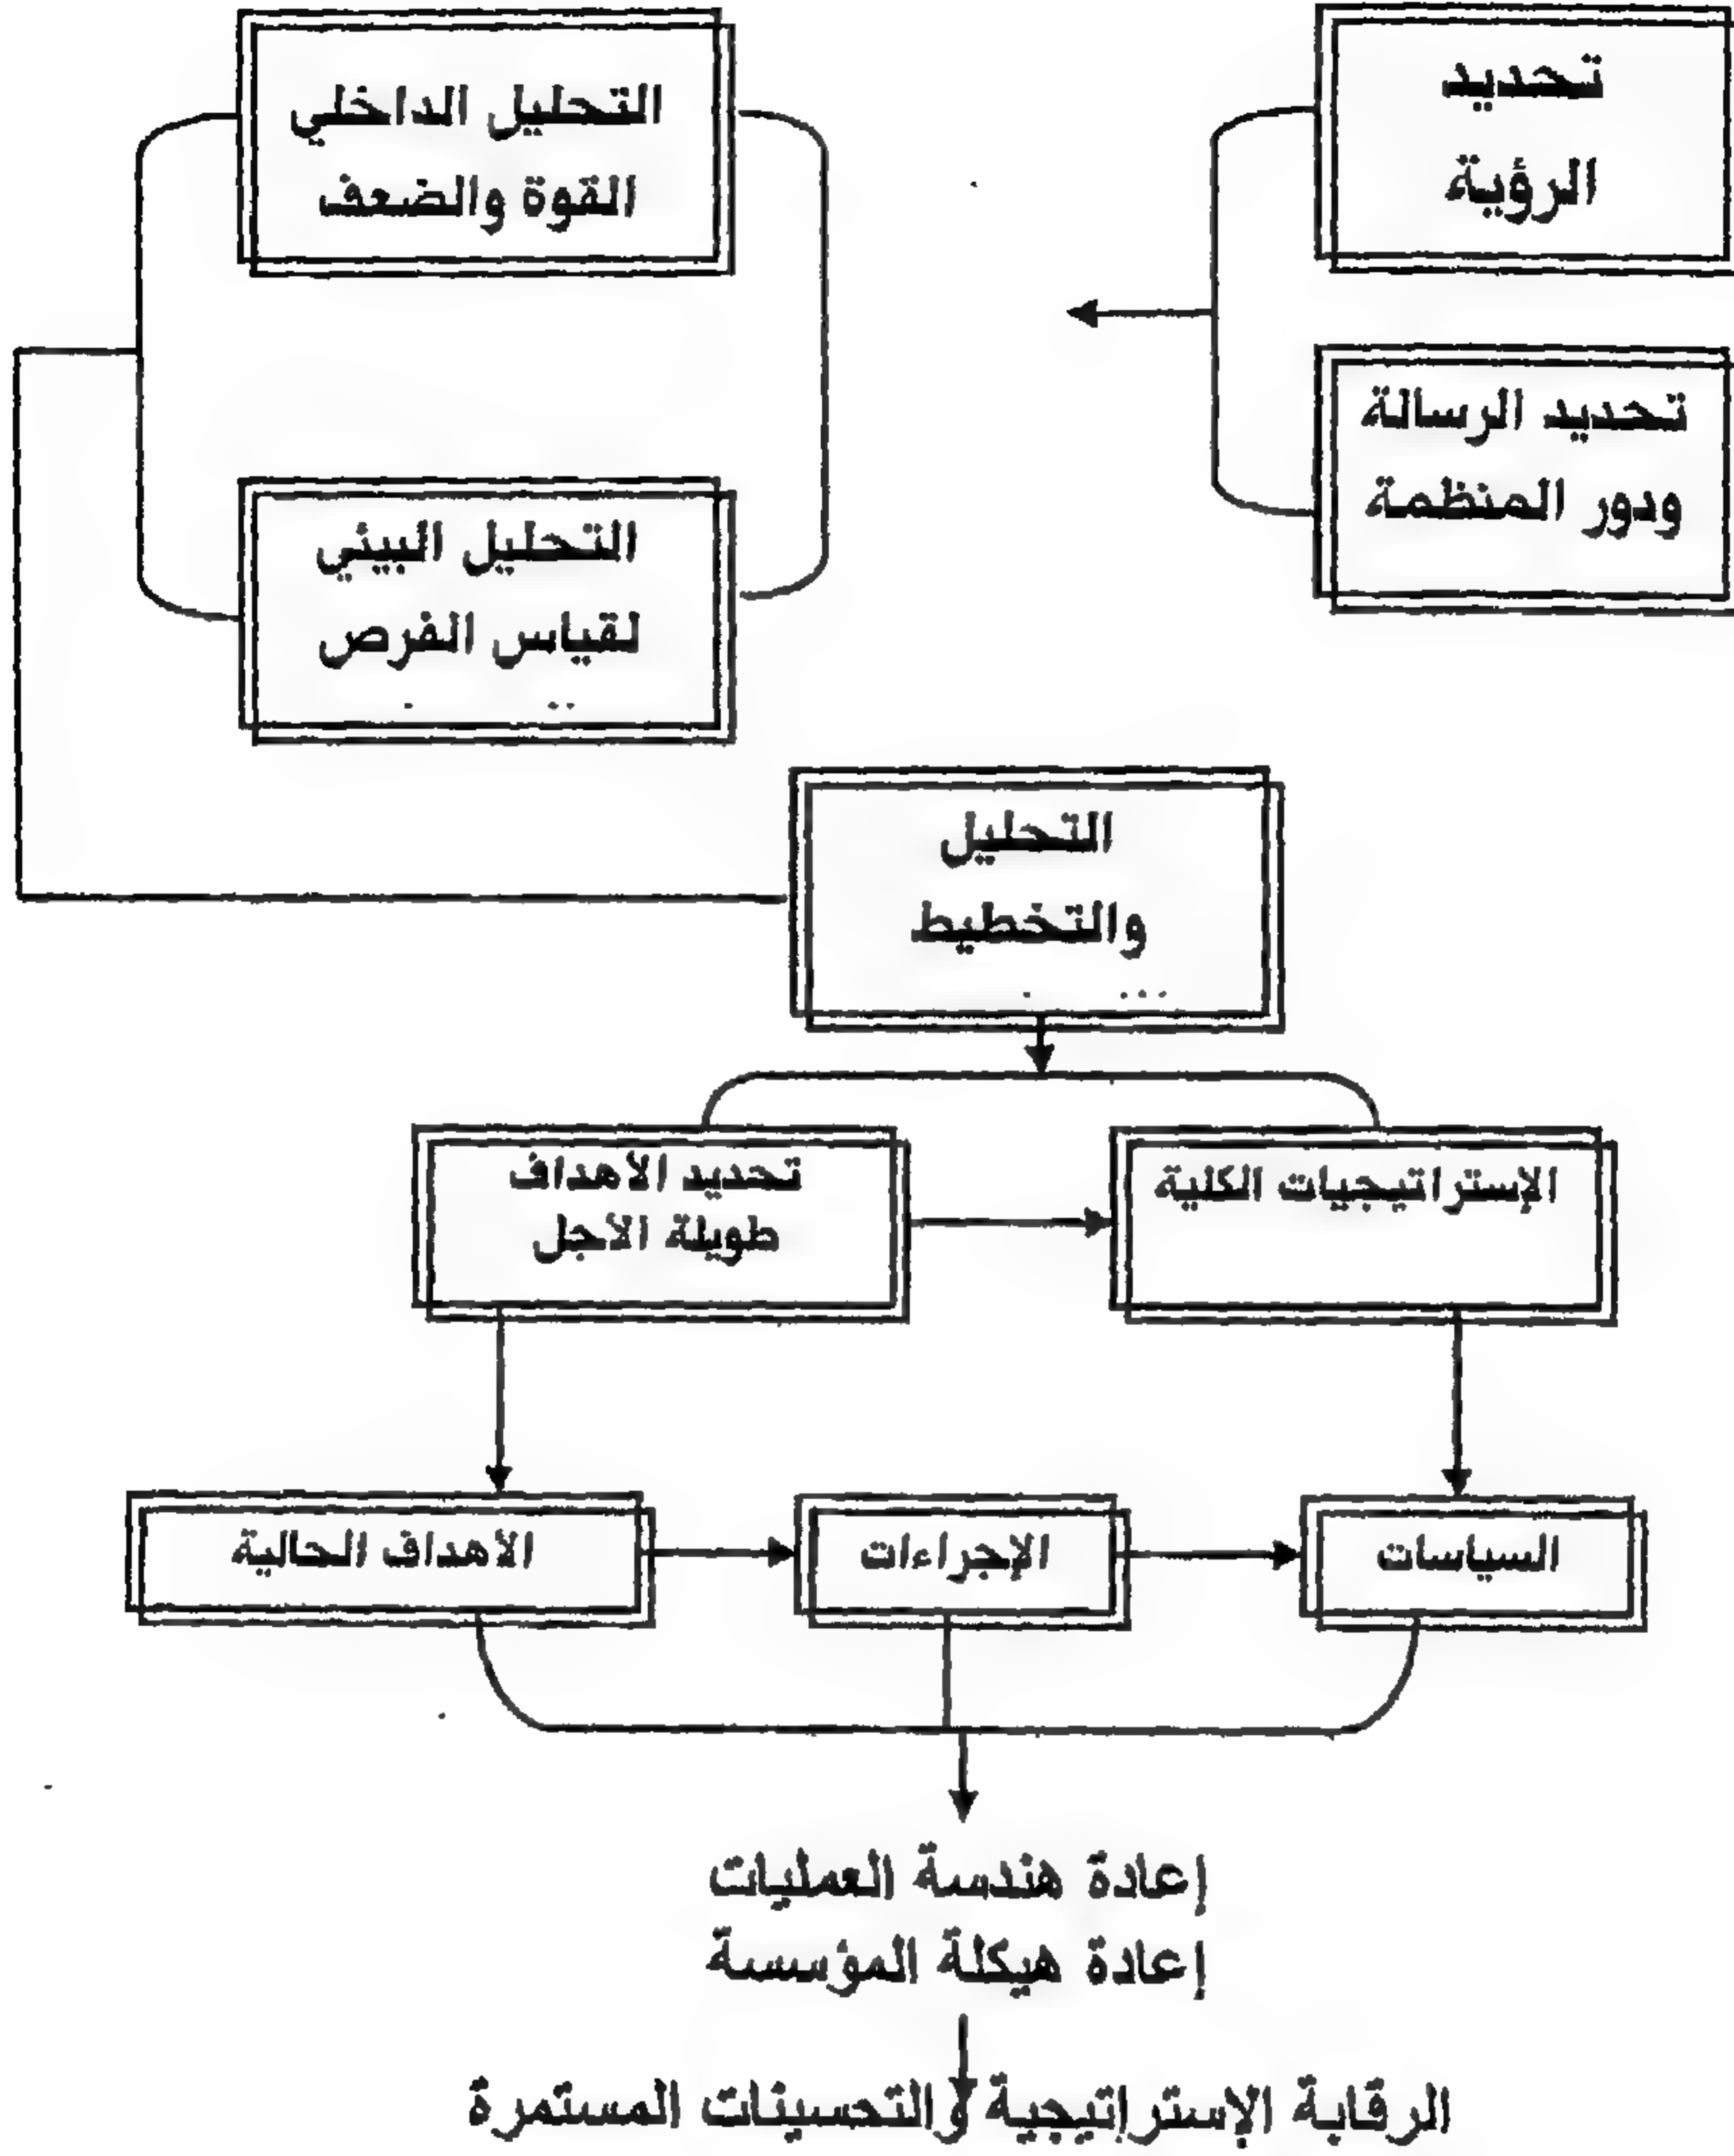 تحديد
الرؤية
تحديد الرسالة
ودور المنظمة
التحليل الداخلي
القوة والضعف
التحليل البيئي
لقياس الفرص
التحليل
والتخطيط
الإستراتيجيات الكلية
تحديد الأهداف
طويلة الأجل
السياسات
الإجراءات
الأهداف الحالية
إعادة هندسة العمليات
إعادة هيكلة المؤسسة
الرقابة الإستراتيجية والتحسينات المستمرة